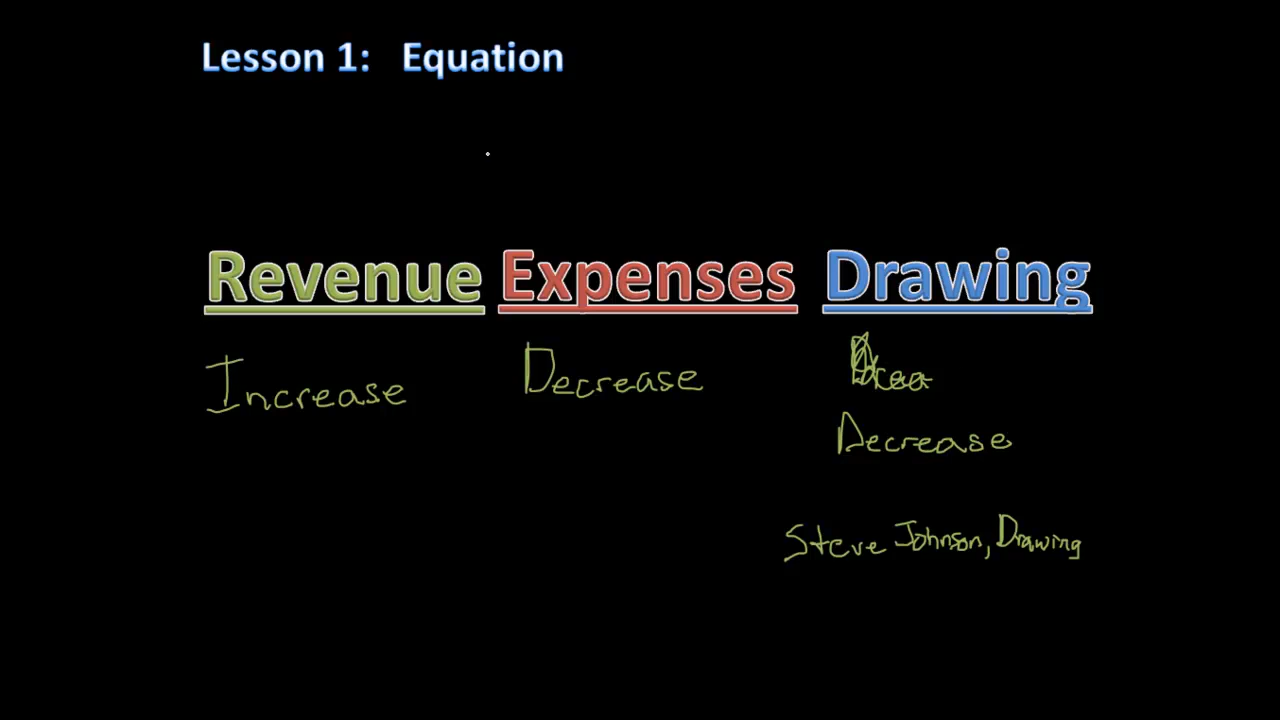 Lesson 1: Equation
Revenue Expenses Drawing
Increase Decrease
Decrease
Steve Johnson, Drawing